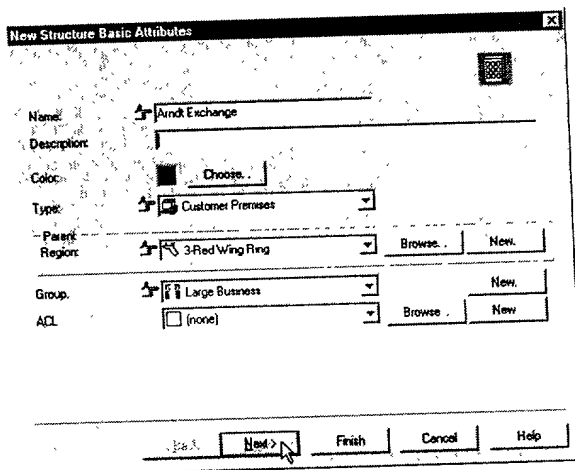 New Structure Basic Attributes
Name: Arndt Exchange
Description:
Color: Choose..
Type: Customer Premises
Parent
Region: 3-Red Wing Ring Browse.. New.
Group. Large Business New.
ACL (none) Browse . New
Next > Finish Cancel Help